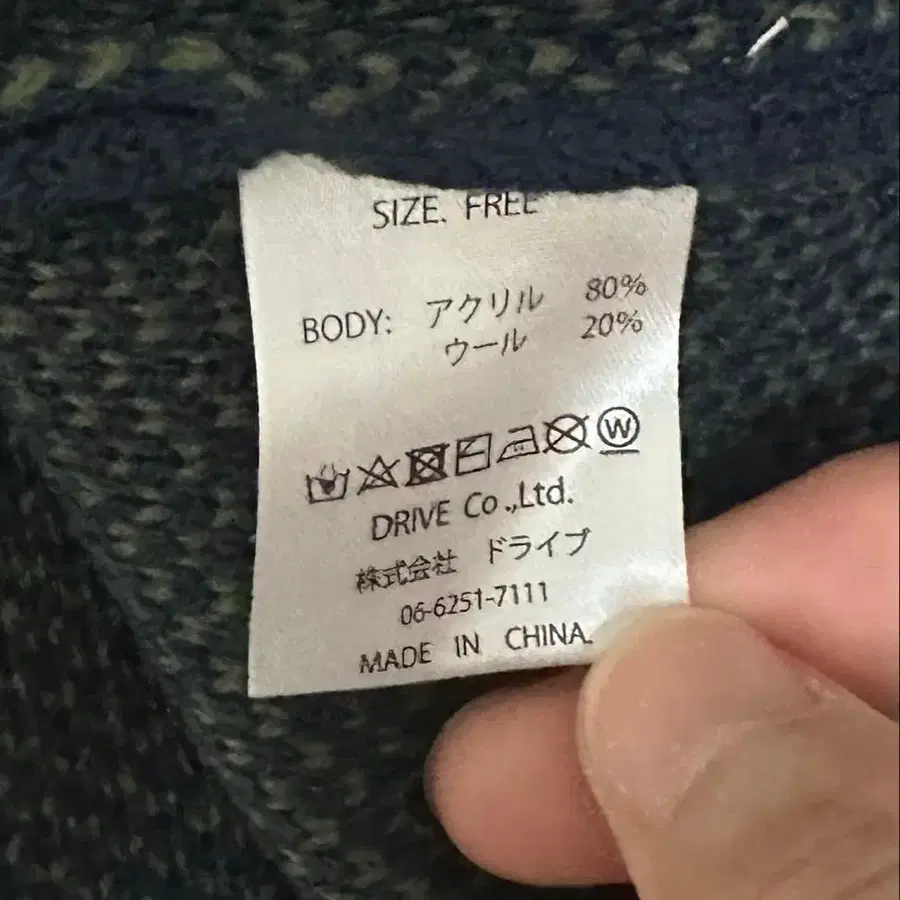 SIZE. FREE
BODY: アクリル 80%
ウール 20%
W
DRIVE Co.,Ltd.
株式会社 ドライブ
06-6251-7111
MADE IN CHINA.